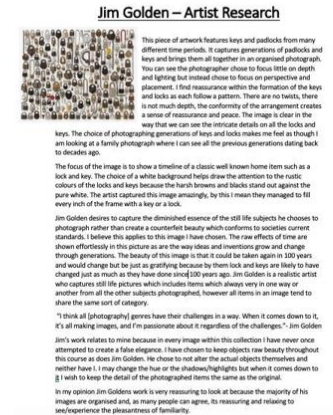 Jim Golden – Artist Research
This piece of artwork features keys and padlocks from many
different time periods. It captures generations of padlocks and
keys and brings them all together in an organised photograph.
You can see the photographer chose to focus little on depth
and lighting but instead chose to focus on perspective and
placement. I find reassurance within the formation of the keys
and locks as each follow a pattern. There are no twists, there
is not much depth, the conformity of the arrangement creates
a sense of reassurance and peace. The image is clear in the
way that we can see the intricate details on all the locks and
keys. The choice of photographing generations of keys and locks makes me feel as though I
am looking at a family photograph where I can see all the previous generations dating back
to decades ago.
The focus of the image is to show a timeline of a classic well known home item such as a
lock and key. The choice of a white background helps draw the attention to the rustic
colours of the locks and keys because the harsh browns and blacks stand out against the
pure white. The artist captured this image amazingly, by this I mean they managed to fill
every inch of the frame with a key or a lock.
Jim Golden desires to capture the diminished essence of the still life subjects he chooses to
photograph rather than create a counterfeit beauty which conforms to societies current
standards. I believe this applies to this image I have chosen. The raw effects of time are
shown effortlessly in this picture as are the way ideas and inventions grow and change
through generations. The beauty of this image is that it could be taken again in 100 years
and would change but be just as gratifying because by them lock and keys are likely to have
changed just as much as they have done since 100 years ago. Jim Golden is a realistic artist
who captures still life pictures which includes items which always very in one way or
another from all the other subjects photographed, however all items in an image tend to
share the same sort of category.
"I think all [photography] genres have their challenges in a way. When it comes down to it,
it's all making images, and I'm passionate about it regardless of the challenges."- Jim Golden
Jim's work relates to mine because in every image within this collection I have never once
attempted to create a false elegance. I have chosen to keep objects raw beauty throughout
this course as does Jim Golden. He chose to not alter the actual objects themselves and
neither have I. I may change the hue or the shadows/highlights but when it comes down to
it I wish to keep the detail of the photographed items the same as the original.
In my opinion Jim Goldens work is very reassuring to look at because the majority of his
images are organised and, as many people can agree, its reassuring and relaxing to
see/experience the pleasantness of familiarity.